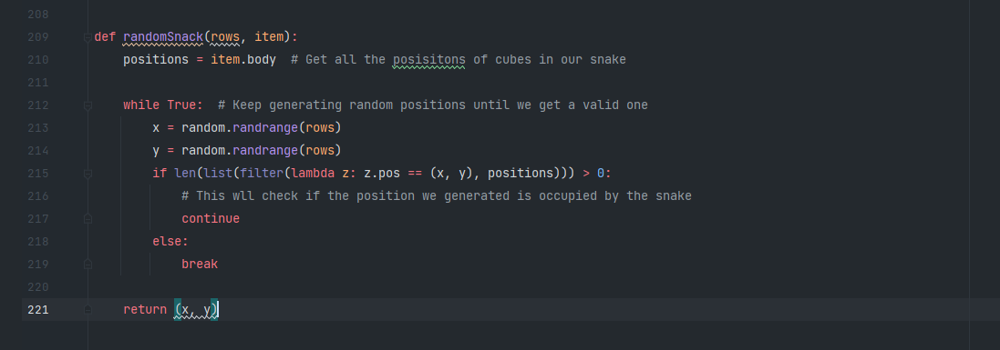 208
209 def randomSnack(rows, item):
210     positions = item.body  # Get all the posisitons of cubes in our snake
211
212     while True:  # Keep generating random positions until we get a valid one
213         x = random.randrange(rows)
214         y = random.randrange(rows)
215         if len(list(filter(lambda z: z.pos == (x, y), positions))) > 0:
216             # This wll check if the position we generated is occupied by the snake
217             continue
218         else:
219             break
220
221     return (x, y)